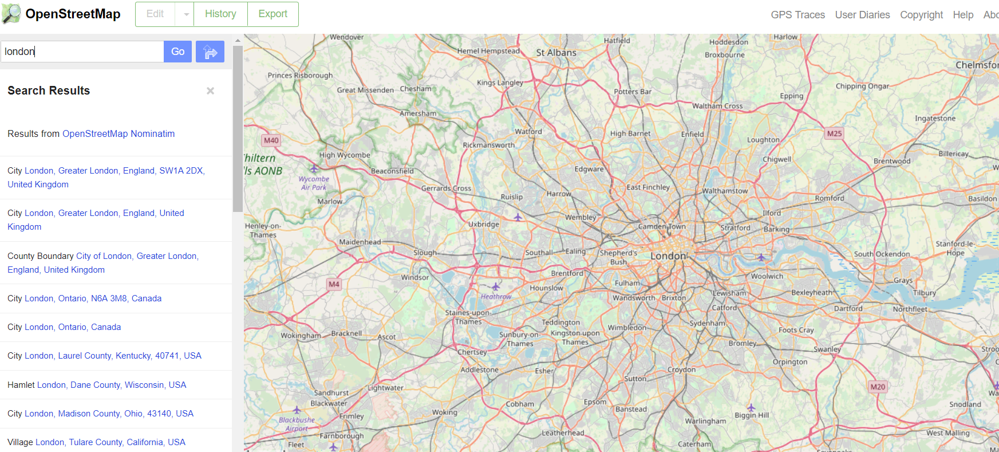 OpenStreetMap
Edit
History
Export
GPS Traces
User Diaries
Copyright
Help
Abo
london
Go
Search Results
×
Results from OpenStreetMap Nominatim
City London, Greater London, England, SW1A 2DX,
United Kingdom
City London, Greater London, England, United
Kingdom
County Boundary City of London, Greater London,
England, United Kingdom
City London, Ontario, N6A 3M8, Canada
City London, Ontario, Canada
City London, Laurel County, Kentucky, 40741, USA
Hamlet London, Dane County, Wisconsin, USA
City London, Madison County, Ohio, 43140, USA
Village London, Tulare County, California, USA
Wendover
Hatfield
Harlow
Hoddesdon
Hemel Hempstead
St Albans
Broxbourne
Chelmsfor
Princes Risborough
Kings Langley
Great Missenden
Chesham
Potters Bar
Chipping Ongar
Epping
Waltham Cross
Amersham
Ingatestone
Watford
High Barnet
Enfield
M25
M40
Loughton
Rickmansworth
High Wycombe
Billericay
Chigwell
Brentwood
hiltern
lls AONB
Beaconsfield
Edgware
Wycombe
Air Park
Gerrards Cross
East Finchley
Walthamstow
Ruislip
Harrow
Romford
Basildon
Marlow
Ilford
Wembley
Uxbridge
Camden Town
Stratford
Barking
Henley-on-
Thames
Maidenhead
Slough
Southall
Ealing
Shepherd's
Bush
London
South Ockendon
Stanford-le-
Hope
Windsor
Brentford
Woolwich
Grays
M4
Fulham
Hounslow
Heathrow
Wandsworth
Brixton
Lewisham
Bexleyheath
Tilbury
Staines-upon-
Thames
Catford
Dartford
Northfleet
Teddington
Sydenham
Wokingham
Bracknell
Ascot
Sunbury-on-
Thames
Kingston upon
Thames
Wimbledon
Foots Cray
Chertsey
Bromley
Swanley
Stroo
Addlestone
Esher
Croydon
Orpington
Sutton
Lightwater
M20
Sandhurst
Blackwater
Cobham
Epsom
Banstead
Snodland
Frimley
Woking
Biggin Hill
Blackbushe
Airport
Warlingham
Leatherhead
West Malling
Farnborough
Fleet
Caterham